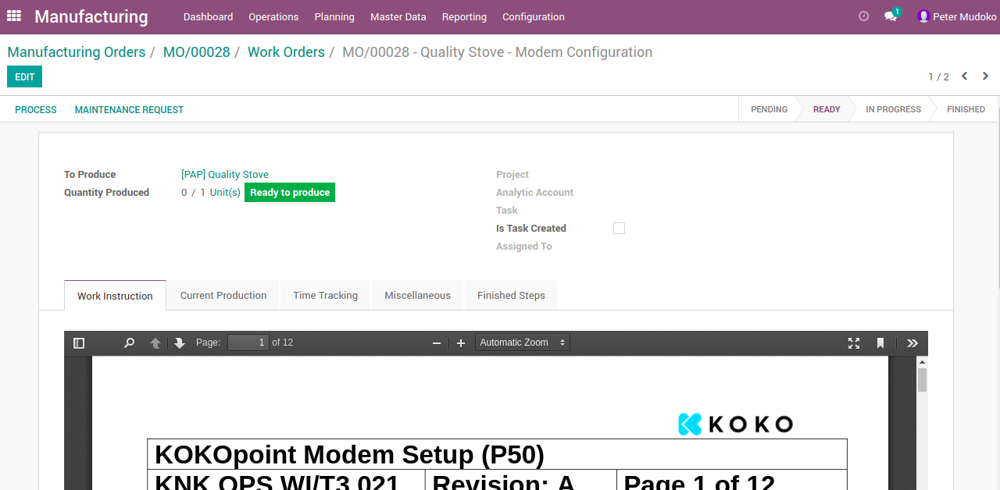 Manufacturing Dashboard Operations Planning Master Data Reporting Configuration 1 Peter Mudoko
Manufacturing Orders / MO/00028 / Work Orders / MO/00028 - Quality Stove - Modem Configuration
EDIT 1 / 2
PROCESS MAINTENANCE REQUEST PENDING READY IN PROGRESS FINISHED
To Produce [PAP] Quality Stove Project
Quantity Produced 0 / 1 Unit(s) Ready to produce Analytic Account
Task
Is Task Created
Assigned To
Work Instruction Current Production Time Tracking Miscellaneous Finished Steps
Page: 1 of 12 Automatic Zoom
KOKO
KOKOpoint Modem Setup (P50)
KNK OPS WI/T3 021 Revision: A Page 1 of 12